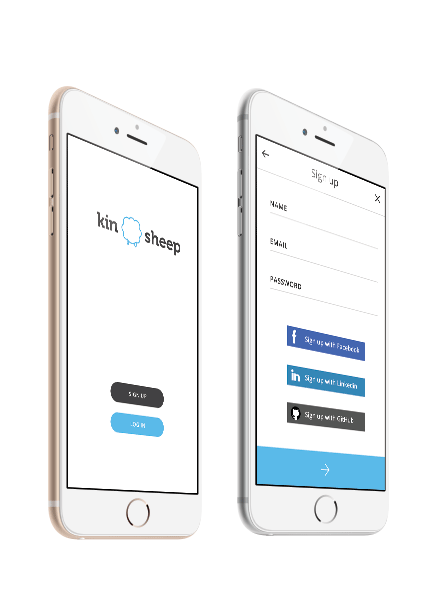 kin sheep
SIGN UP
LOG IN
Sign up
NAME
EMAIL
PASSWORD
f Sign up with Facebook
in Sign up with Linkedin
Sign up with GitHub